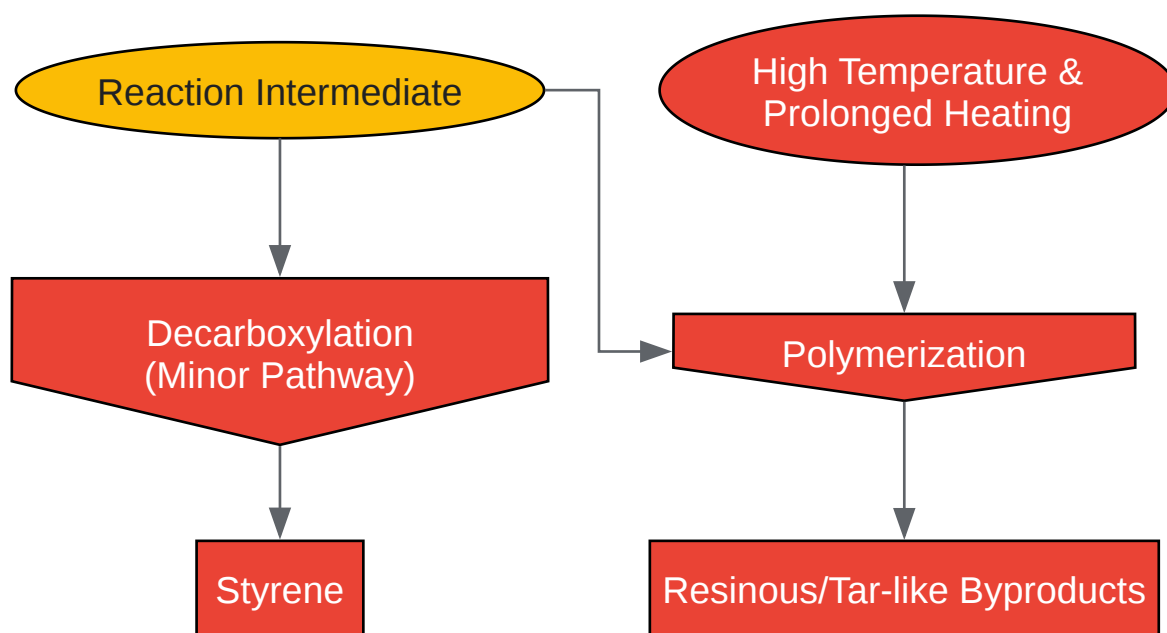 Reaction Intermediate
High Temperature &
Prolonged Heating
Decarboxylation
(Minor Pathway)
Polymerization
Styrene
Resinous/Tar-like Byproducts